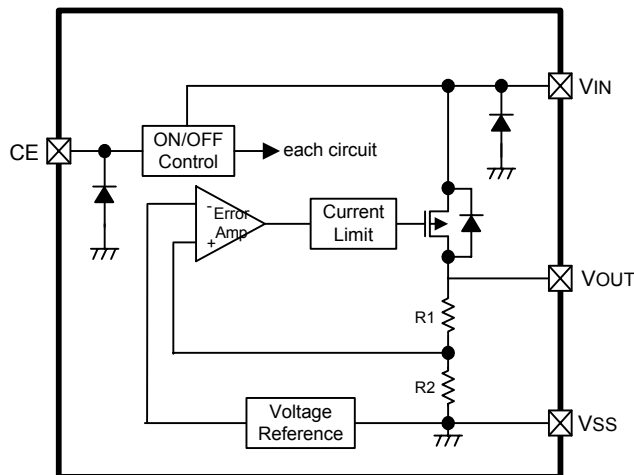 VIN
CE
ON/OFF
Control
each circuit
-
Error
Amp
+
Current
Limit
VOUT
R1
R2
Voltage
Reference
VSS